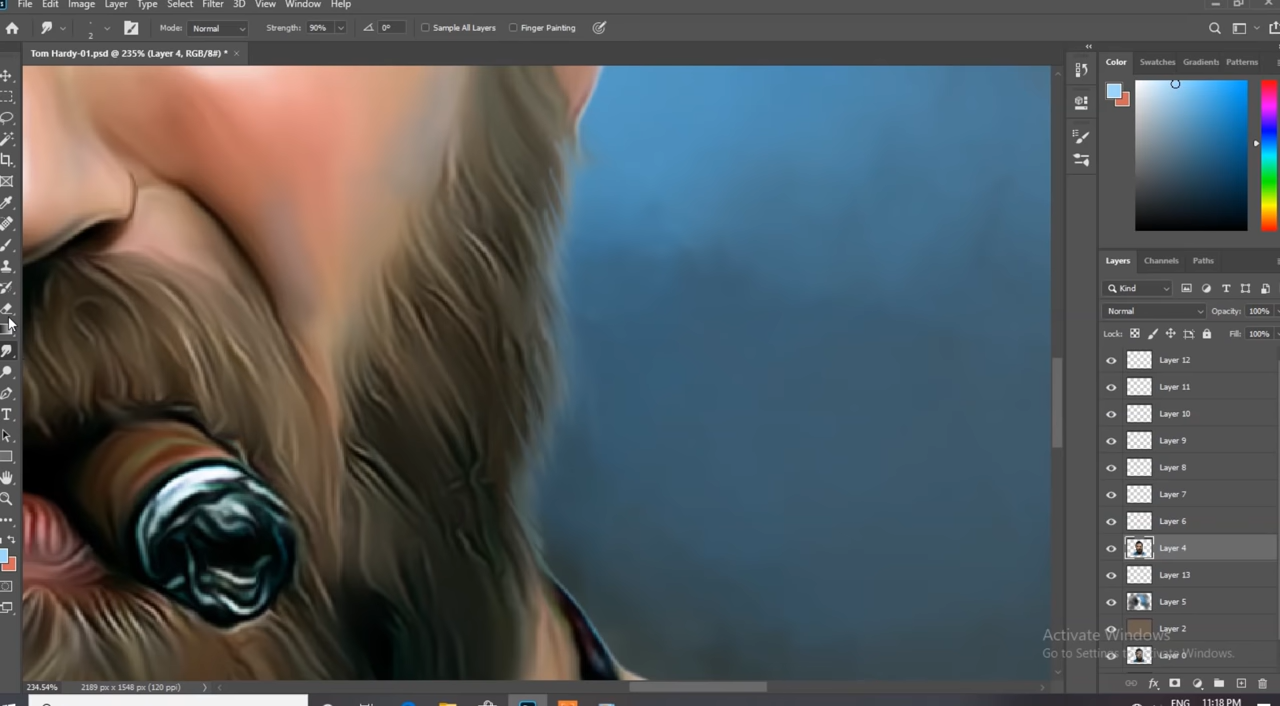 File Edit Image Layer Type Select Filter 3D View Window Help
2 Mode: Normal Strength: 90% 0° Sample All Layers Finger Painting
Tom Hardy-01.psd @ 235% (Layer 4, RGB/8#) * ×
Color Swatches Gradients Patterns
Layers Channels Paths
Kind
Normal Opacity: 100%
Lock: Fill: 100%
Layer 12
Layer 11
Layer 10
Layer 9
Layer 8
Layer 7
Layer 6
Layer 4
Layer 13
Layer 5
Layer 2
Layer 0
Activate Windows
Go to Settings to Activate Windows.
234.54% 2189 px x 1548 px (120 ppi)
ENG 11:18 PM